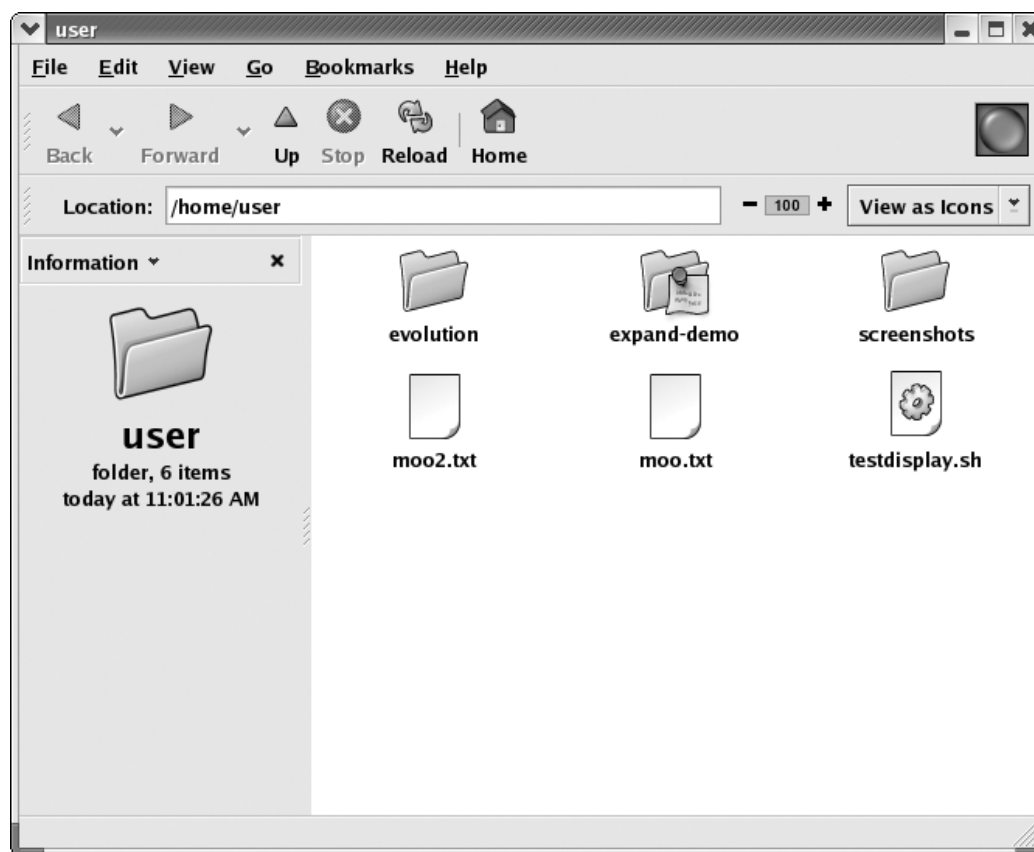 user
File Edit View Go Bookmarks Help
Back Forward Up Stop Reload Home
Location: /home/user 100 View as Icons
Information
evolution expand-demo screenshots
user
folder, 6 items
today at 11:01:26 AM
moo2.txt moo.txt testdisplay.sh